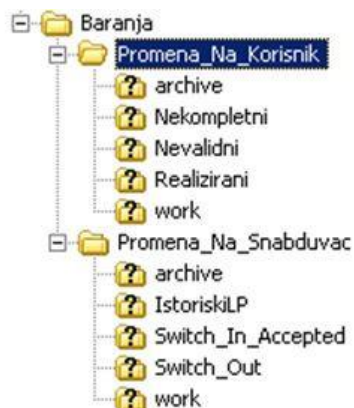 Baranja
Promena_Na_Korisnik
archive
Nekompletni
Nevalidni
Realizirani
work
Promena_Na_Snabduvac
archive
IstoriskiLP
Switch_In_Accepted
Switch_Out
work